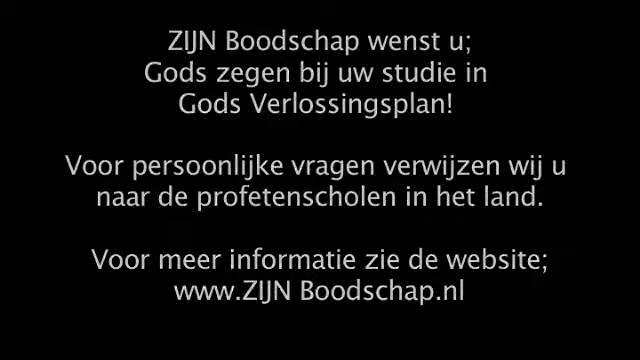 ZIJN Boodschap wenst u;
Gods zegen bij uw studie in
Gods Verlossingsplan!
Voor persoonlijke vragen verwijzen wij u
naar de profetenscholen in het land.
Voor meer informatie zie de website;
www.ZIJN Boodschap.nl